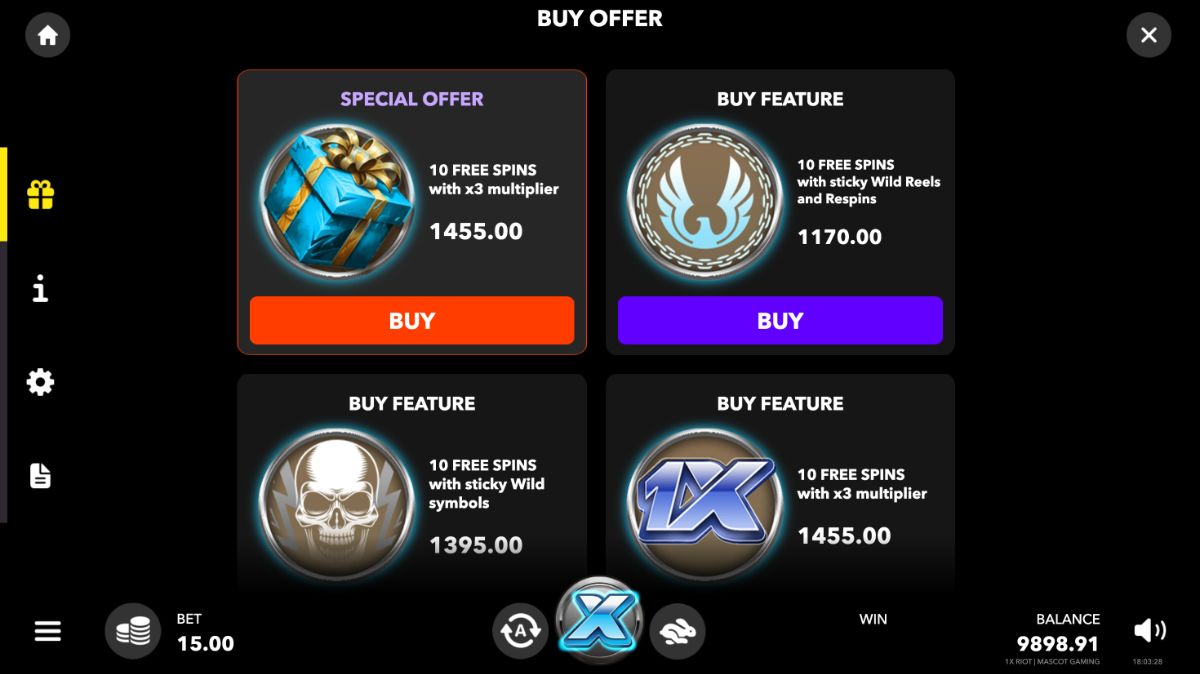 BUY OFFER
SPECIAL OFFER
10 FREE SPINS
with x3 multiplier
1455.00
BUY
BUY FEATURE
10 FREE SPINS
with sticky Wild Reels
and Respins
1170.00
BUY
BUY FEATURE
10 FREE SPINS
with sticky Wild
symbols
1395.00
BUY FEATURE
1X
10 FREE SPINS
with x3 multiplier
1455.00
BET
15.00
A
X
WIN
BALANCE
9898.91
1X RIOT | MASCOT GAMING
18:03:28